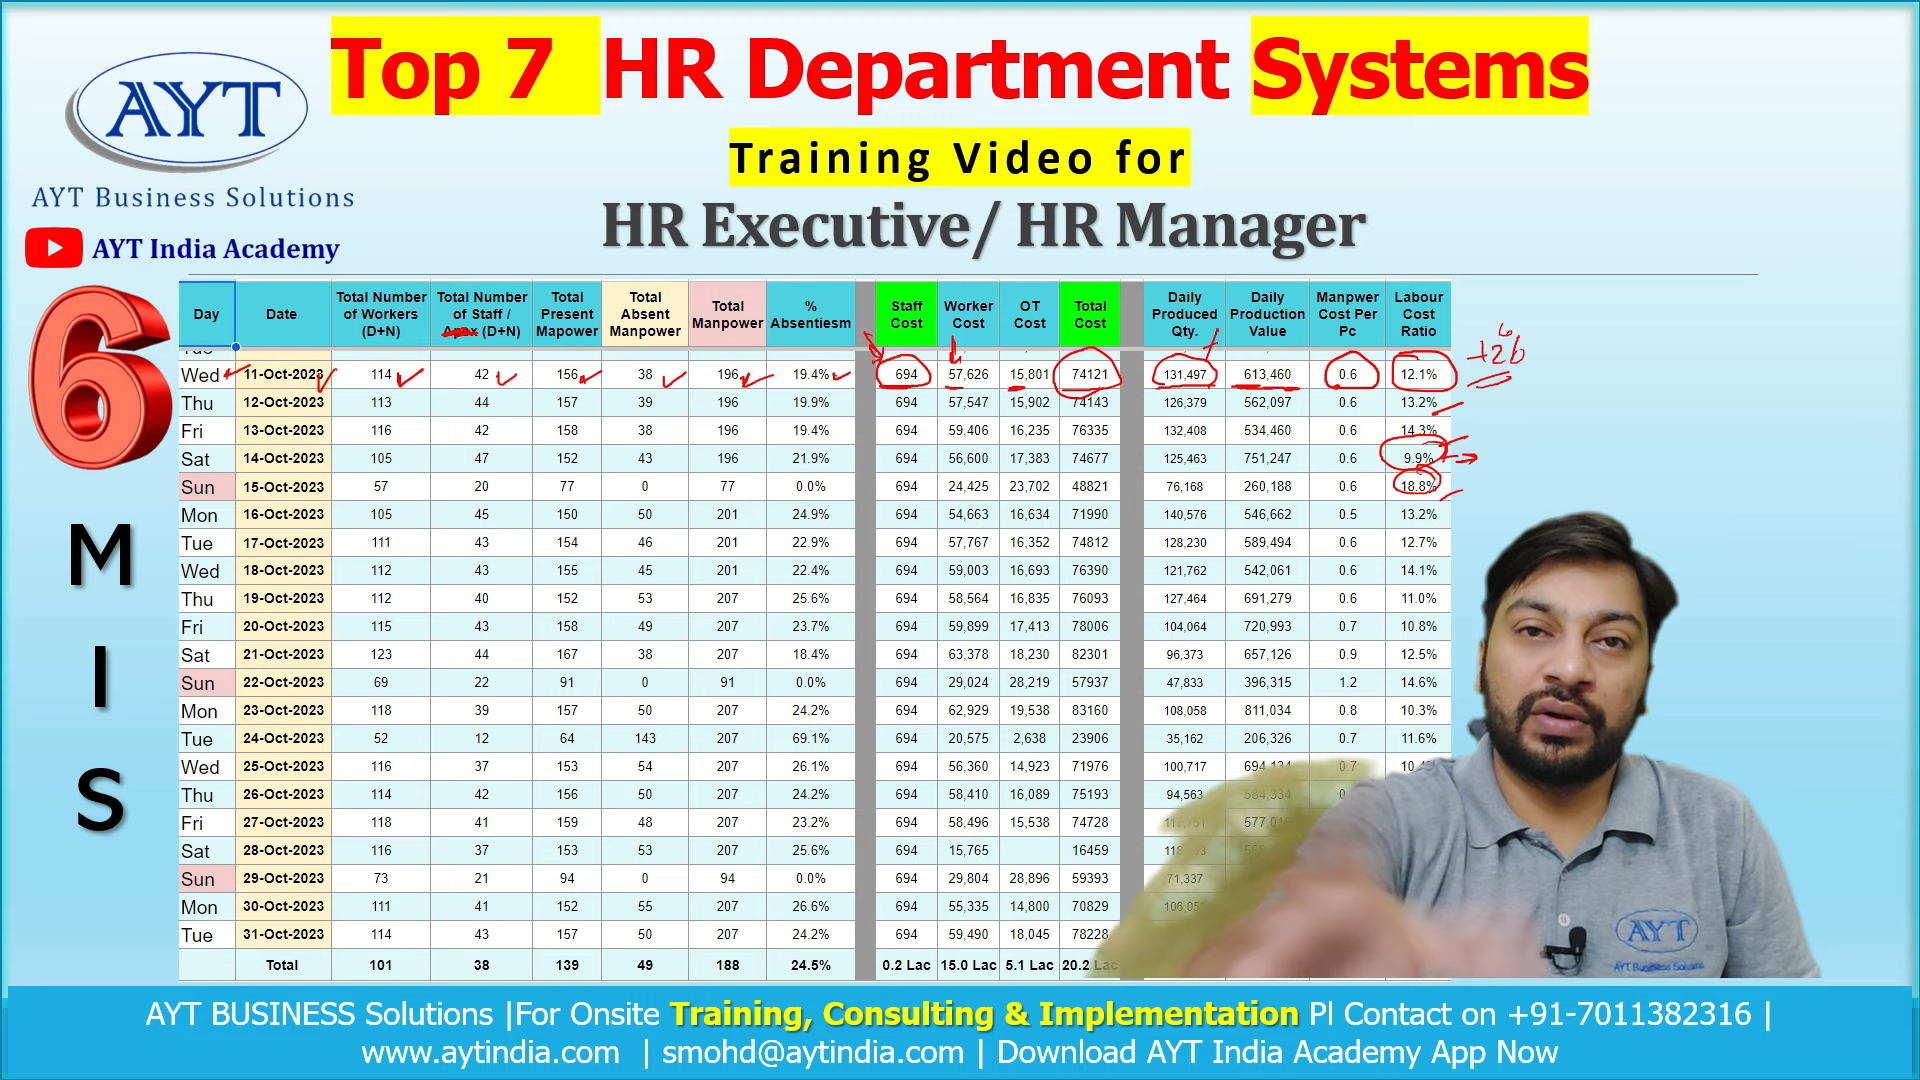 Top 7 HR Department Systems
AYT
Training Video for
AYT Business Solutions
HR Executive/ HR Manager
AYT India Academy
6
M
I
S
Day Date Total Number of Workers (D+N) Total Number of Staff / (D+N) Total Present Mapower Total Absent Manpower Total Manpower % Absentiesm Staff Cost Worker Cost OT Cost Total Cost Daily Produced Qty. Daily Production Value Manpwer Cost Per Pc Labour Cost Ratio
Wed 11-Oct-2023 114 42 156 38 196 19.4% 694 57,626 15,801 74121 131,497 613,460 0.6 12.1%
Thu 12-Oct-2023 113 44 157 39 196 19.9% 694 57,547 15,902 74143 126,379 562,097 0.6 13.2%
Fri 13-Oct-2023 116 42 158 38 196 19.4% 694 59,406 16,235 76335 132,408 534,460 0.6 14.3%
Sat 14-Oct-2023 105 47 152 43 196 21.9% 694 56,600 17,383 74677 125,463 751,247 0.6 9.9%
Sun 15-Oct-2023 57 20 77 0 77 0.0% 694 24,425 23,702 48821 76,168 260,188 0.6 18.8%
Mon 16-Oct-2023 105 45 150 50 201 24.9% 694 54,663 16,634 71990 140,576 546,662 0.5 13.2%
Tue 17-Oct-2023 111 43 154 46 201 22.9% 694 57,767 16,352 74812 128,230 589,494 0.6 12.7%
Wed 18-Oct-2023 112 43 155 45 201 22.4% 694 59,003 16,693 76390 121,762 542,061 0.6 14.1%
Thu 19-Oct-2023 112 40 152 53 207 25.6% 694 58,564 16,835 76093 127,464 691,279 0.6 11.0%
Fri 20-Oct-2023 115 43 158 49 207 23.7% 694 59,899 17,413 78006 104,064 720,993 0.7 10.8%
Sat 21-Oct-2023 123 44 167 38 207 18.4% 694 63,378 18,230 82301 96,373 657,126 0.9 12.5%
Sun 22-Oct-2023 69 22 91 0 91 0.0% 694 29,024 28,219 57937 47,833 396,315 1.2 14.6%
Mon 23-Oct-2023 118 39 157 50 207 24.2% 694 62,929 19,538 83160 108,058 811,034 0.8 10.3%
Tue 24-Oct-2023 52 12 64 143 207 69.1% 694 20,575 2,638 23906 35,162 206,326 0.7 11.6%
Wed 25-Oct-2023 116 37 153 54 207 26.1% 694 56,360 14,923 71976 100,717 694,134 0.7
Thu 26-Oct-2023 114 42 156 50 207 24.2% 694 58,410 16,089 75193 94,563 584,334
Fri 27-Oct-2023 118 41 159 48 207 23.2% 694 58,496 15,538 74728
Sat 28-Oct-2023 116 37 153 53 207 25.6% 694 15,765 16459
Sun 29-Oct-2023 73 21 94 0 94 0.0% 694 29,804 28,896 59393 71,337
Mon 30-Oct-2023 111 41 152 55 207 26.6% 694 55,335 14,800 70829
Tue 31-Oct-2023 114 43 157 50 207 24.2% 694 59,490 18,045 78228
Total 101 38 139 49 188 24.5% 0.2 Lac 15.0 Lac 5.1 Lac 20.2 Lac
AYT
AYT Business Solutions
AYT BUSINESS Solutions |For Onsite Training, Consulting & Implementation Pl Contact on +91-7011382316 |
www.aytindia.com | smohd@aytindia.com | Download AYT India Academy App Now